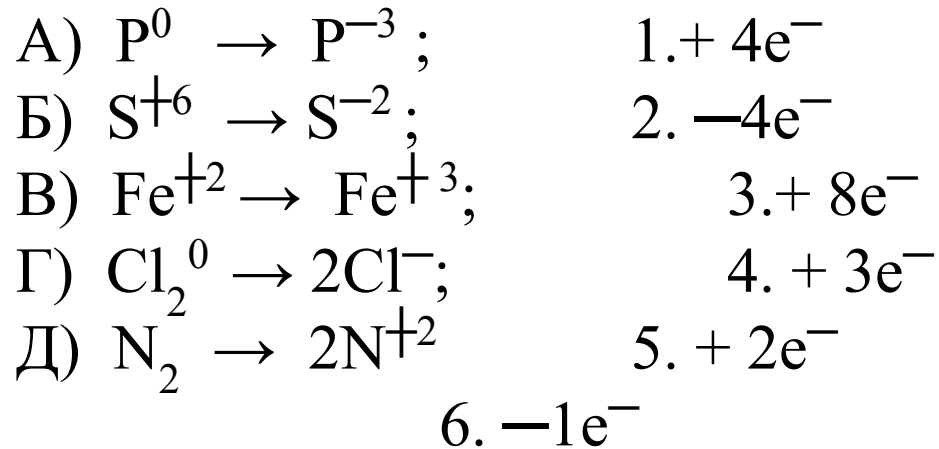 А) P⁰ → P⁻³ ; 1.+ 4e⁻
Б) S⁺⁶ → S⁻² ; 2. −4e⁻
В) Fe⁺² → Fe⁺ ³; 3.+ 8e⁻
Г) Cl₂⁰ → 2Cl⁻; 4. + 3e⁻
Д) N₂ → 2N⁺² 5. + 2e⁻
6. −1e⁻